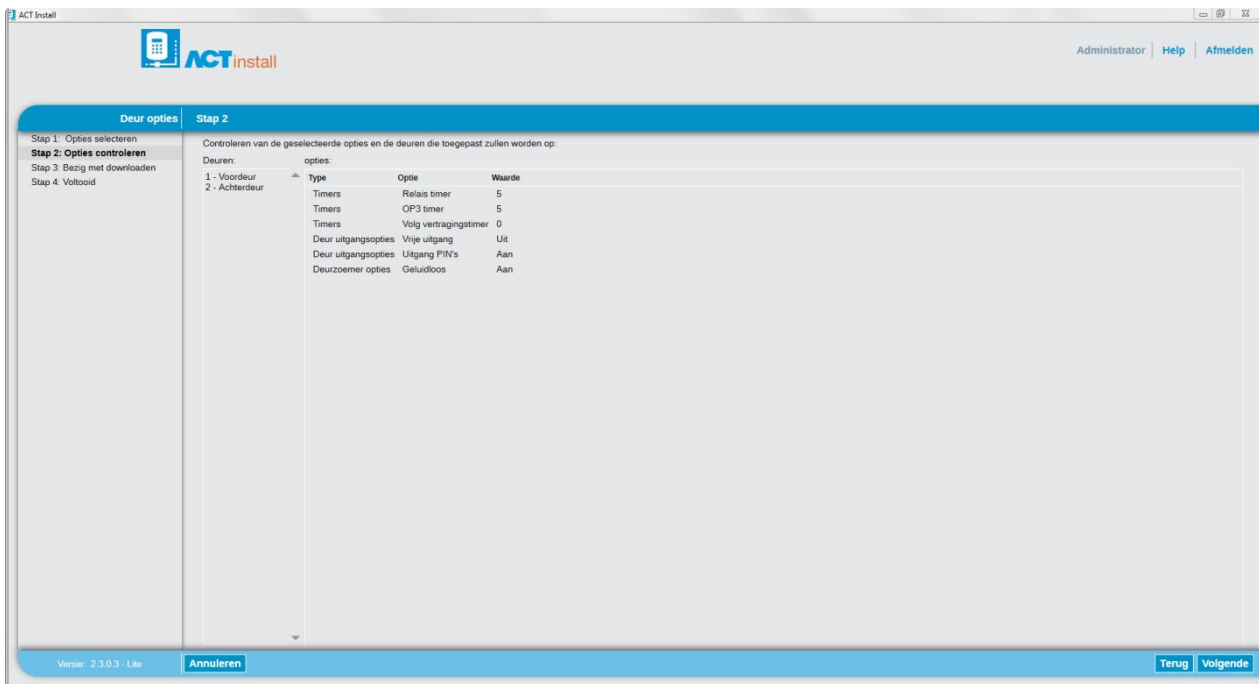 ACT Install
ACTinstall
Administrator Help Afmelden
Deur opties Stap 2
Stap 1: Opties selecteren
Stap 2: Opties controleren
Stap 3: Bezig met downloaden
Stap 4: Voltooid
Controleren van de geselecteerde opties en de deuren die toegepast zullen worden op:
Deuren: opties:
1 - Voordeur
2 - Achterdeur
Type Optie Waarde
Timers Relais timer 5
Timers OP3 timer 5
Timers Volg vertragingstimer 0
Deur uitgangsopties Vrije uitgang Uit
Deur uitgangsopties Uitgang PIN's Aan
Deurzoemer opties Geluidloos Aan
Versie: 2.3.0.3 - Lite Annuleren Terug Volgende